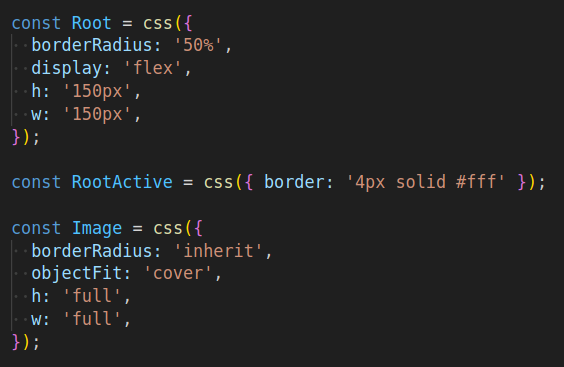 const Root = css({
  borderRadius: '50%',
  display: 'flex',
  h: '150px',
  w: '150px',
});

const RootActive = css({ border: '4px solid #fff' });

const Image = css({
  borderRadius: 'inherit',
  objectFit: 'cover',
  h: 'full',
  w: 'full',
});